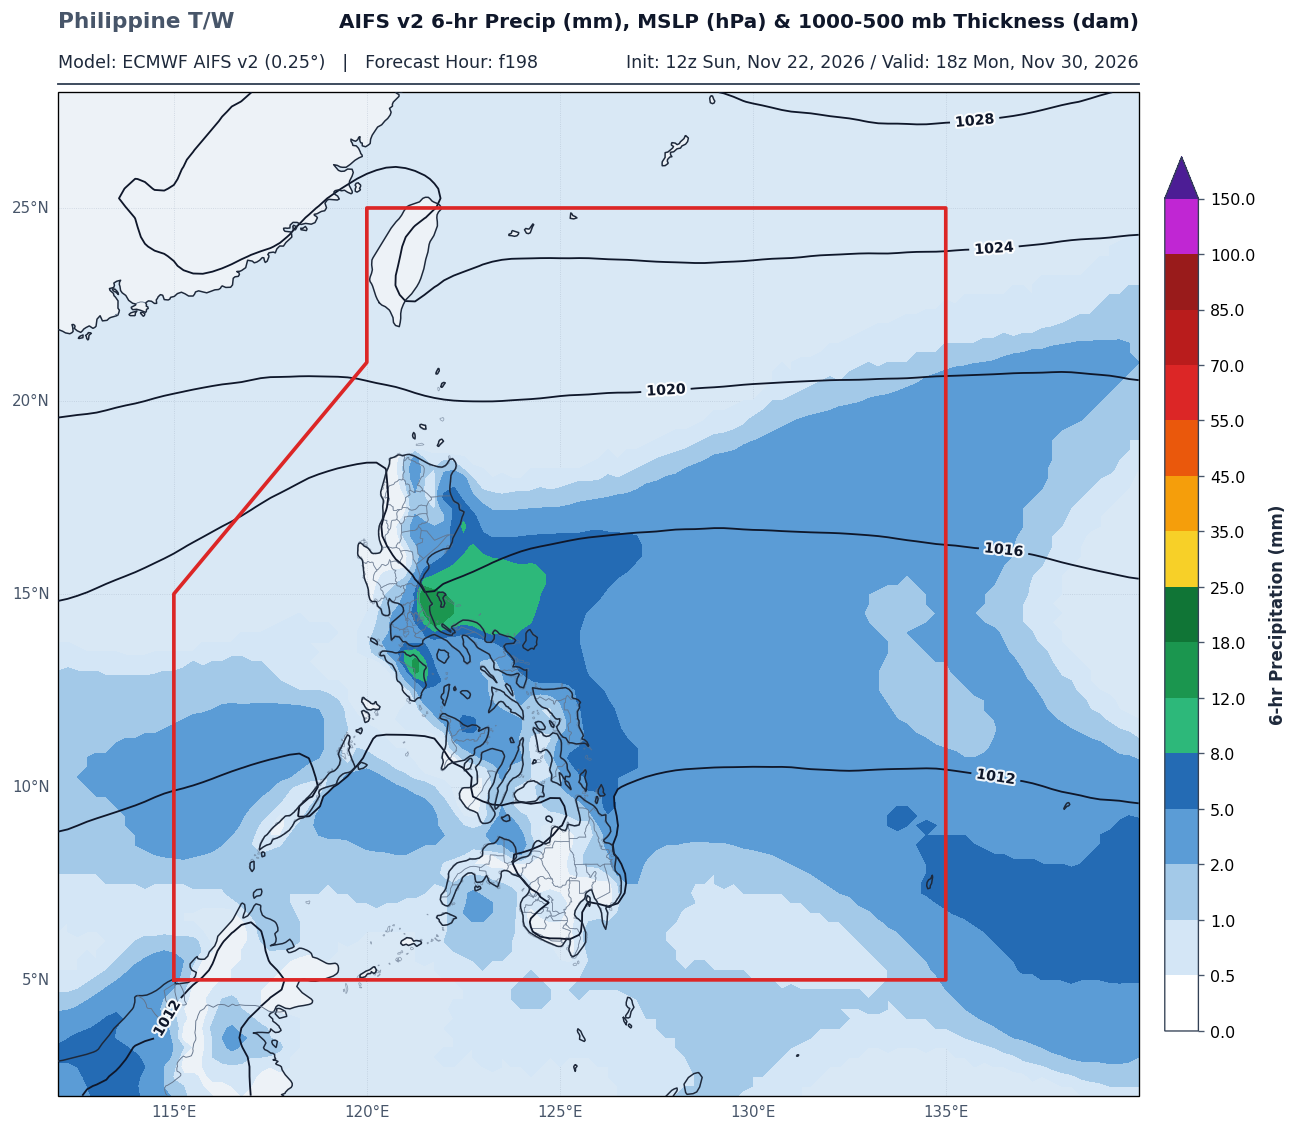 Philippine T/W
AIFS v2 6-hr Precip (mm), MSLP (hPa) & 1000-500 mb Thickness (dam)
Model: ECMWF AIFS v2 (0.25°) | Forecast Hour: f198
Init: 12z Sun, Nov 22, 2026 / Valid: 18z Mon, Nov 30, 2026
1028
1024
1020
1016
1012
1012
25°N
20°N
15°N
10°N
5°N
115°E
120°E
125°E
130°E
135°E
150.0
100.0
85.0
70.0
55.0
45.0
35.0
25.0
18.0
12.0
8.0
5.0
2.0
1.0
0.5
0.0
6-hr Precipitation (mm)